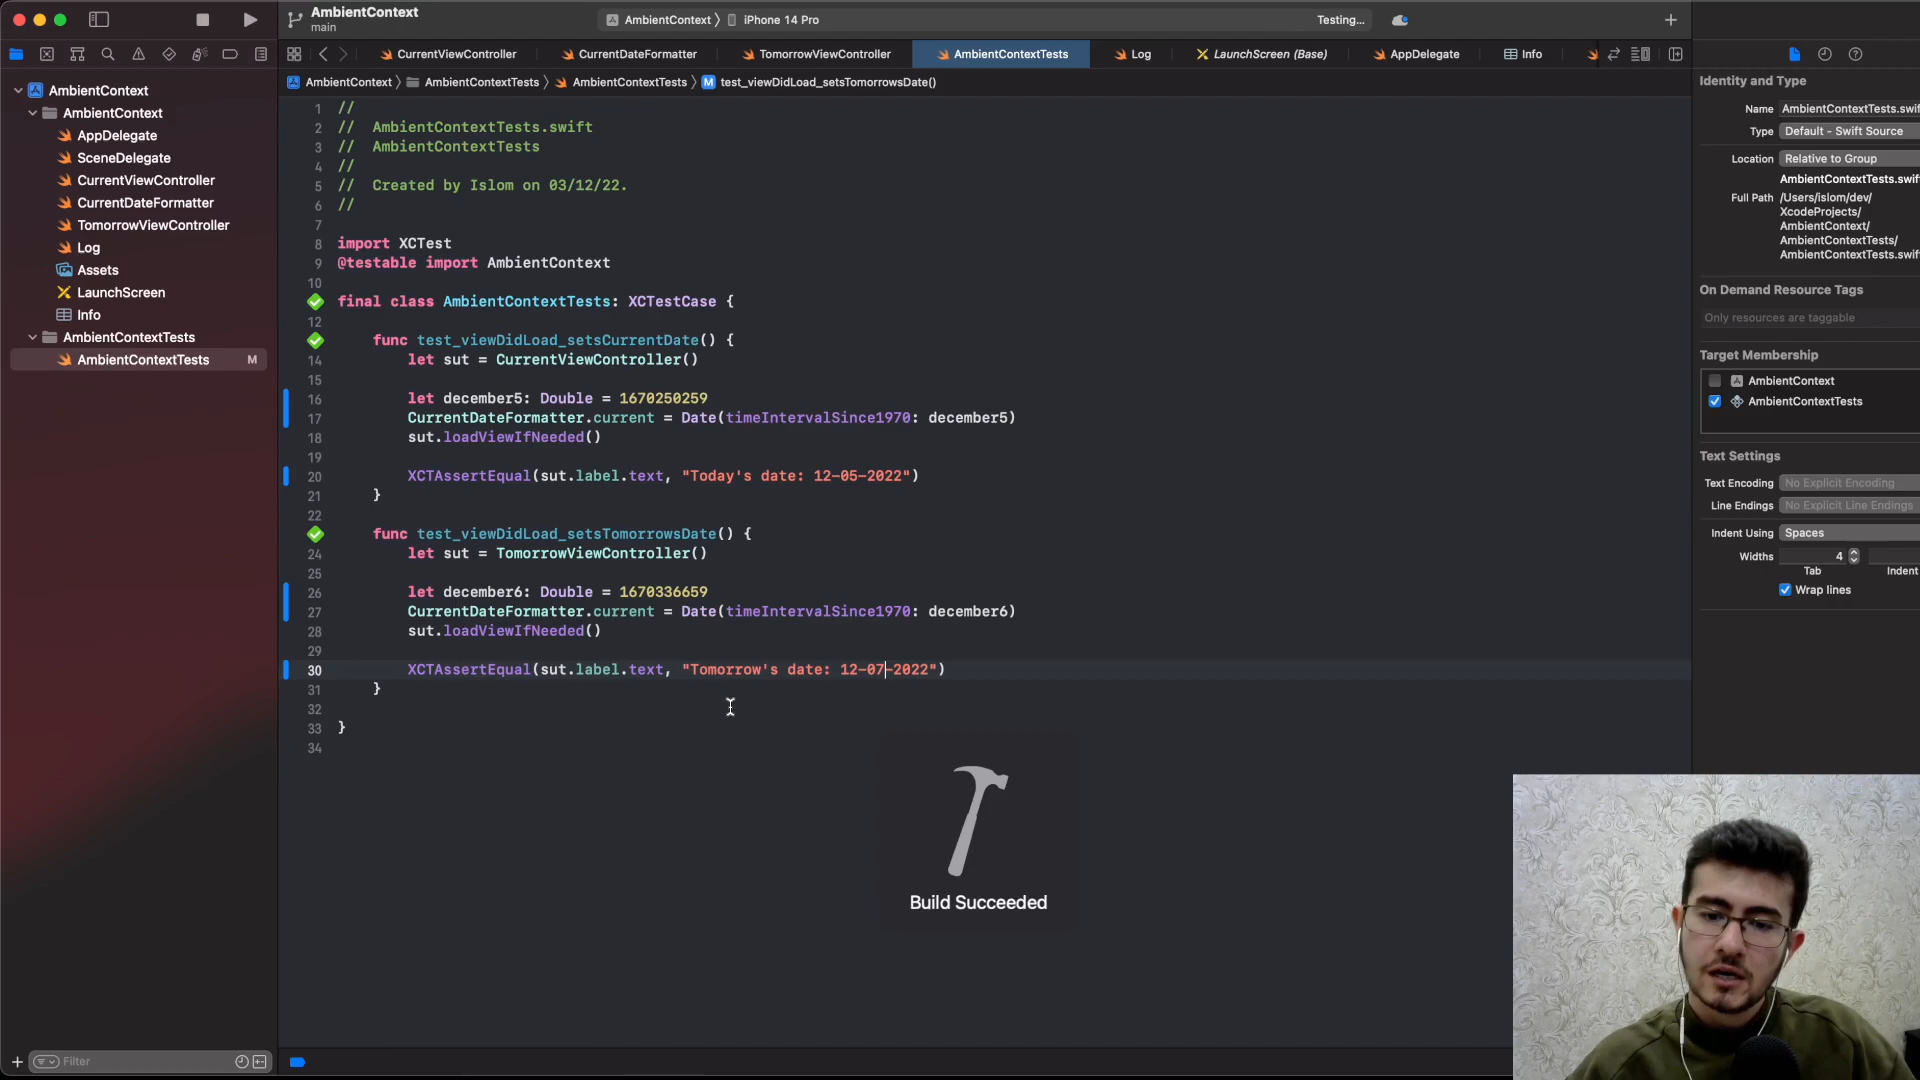 AmbientContext
main
AmbientContext
iPhone 14 Pro
Testing...
CurrentViewController
CurrentDateFormatter
TomorrowViewController
AmbientContextTests
Log
LaunchScreen (Base)
AppDelegate
Info
AmbientContext
AmbientContextTests
AmbientContextTests
M
test_viewDidLoad_setsTomorrowsDate()
AmbientContext
AmbientContext
AppDelegate
SceneDelegate
CurrentViewController
CurrentDateFormatter
TomorrowViewController
Log
Assets
LaunchScreen
Info
AmbientContextTests
AmbientContextTests
M
Filter
1 //
2 // AmbientContextTests.swift
3 // AmbientContextTests
4 //
5 // Created by Islom on 03/12/22.
6 //
7
8 import XCTest
9 @testable import AmbientContext
10
final class AmbientContextTests: XCTestCase {
12
func test_viewDidLoad_setsCurrentDate() {
14 let sut = CurrentViewController()
15
16 let december5: Double = 1670250259
17 CurrentDateFormatter.current = Date(timeIntervalSince1970: december5)
18 sut.loadViewIfNeeded()
19
20 XCTAssertEqual(sut.label.text, "Today's date: 12-05-2022")
21 }
22
func test_viewDidLoad_setsTomorrowsDate() {
24 let sut = TomorrowViewController()
25
26 let december6: Double = 1670336659
27 CurrentDateFormatter.current = Date(timeIntervalSince1970: december6)
28 sut.loadViewIfNeeded()
29
30 XCTAssertEqual(sut.label.text, "Tomorrow's date: 12-07-2022")
31 }
32
33 }
34
Build Succeeded
Identity and Type
Name AmbientContextTests.swif
Type Default - Swift Source
Location Relative to Group
AmbientContextTests.swif
Full Path /Users/islom/dev/
XcodeProjects/
AmbientContext/
AmbientContextTests/
AmbientContextTests.swif
On Demand Resource Tags
Only resources are taggable
Target Membership
AmbientContext
AmbientContextTests
Text Settings
Text Encoding No Explicit Encoding
Line Endings No Explicit Line Endings
Indent Using Spaces
Widths 4
Tab Indent
Wrap lines